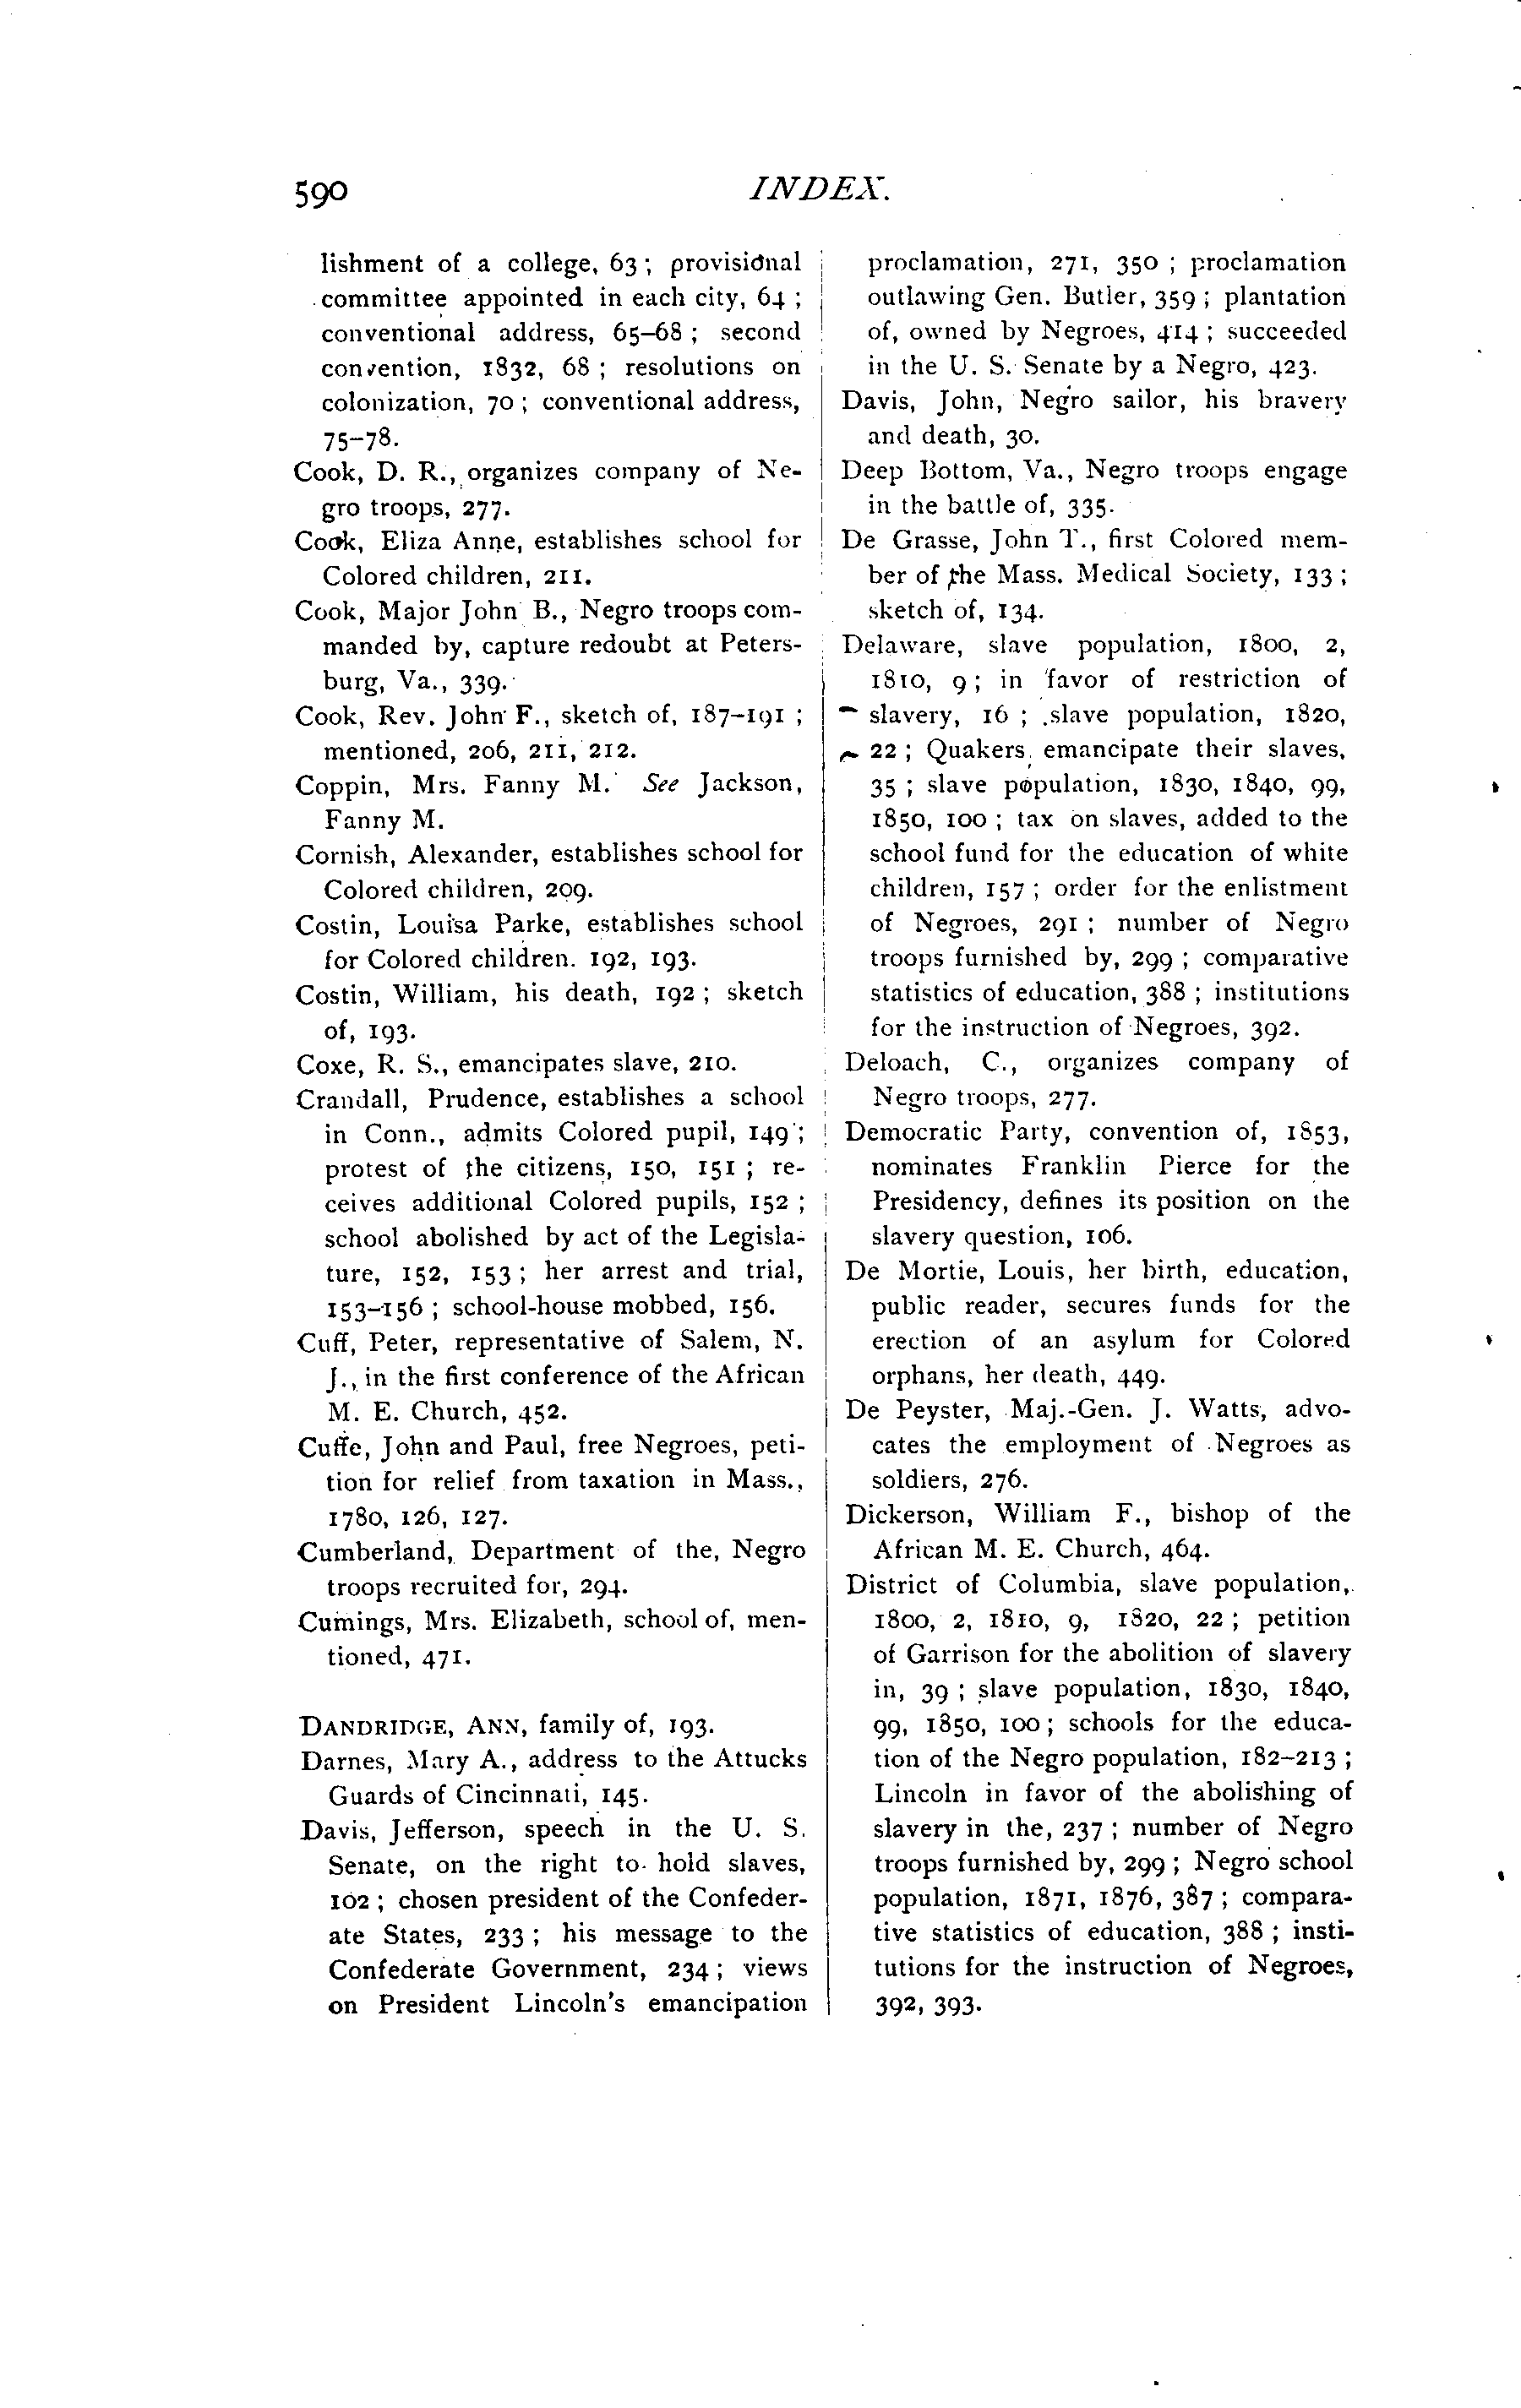 590
INDEX.
lishment of a college, 63 ; provisional
committee appointed in each city, 64 ;
conventional address, 65–68 ; second
convention, 1832, 68 ; resolutions on
colonization, 70 ; conventional address,
75–78.
Cook, D. R., organizes company of Ne-
gro troops, 277.
Cook, Eliza Anne, establishes school for
Colored children, 211.
Cook, Major John B., Negro troops com-
manded by, capture redoubt at Peters-
burg, Va., 339.
Cook, Rev. John F., sketch of, 187–191 ;
mentioned, 206, 211, 212.
Coppin, Mrs. Fanny M. See Jackson,
Fanny M.
Cornish, Alexander, establishes school for
Colored children, 209.
Costin, Louisa Parke, establishes school
for Colored children. 192, 193.
Costin, William, his death, 192 ; sketch
of, 193.
Coxe, R. S., emancipates slave, 210.
Crandall, Prudence, establishes a school
in Conn., admits Colored pupil, 149 ;
protest of the citizens, 150, 151 ; re-
ceives additional Colored pupils, 152 ;
school abolished by act of the Legisla-
ture, 152, 153 ; her arrest and trial,
153–156 ; school-house mobbed, 156.
Cuff, Peter, representative of Salem, N.
J., in the first conference of the African
M. E. Church, 452.
Cuffe, John and Paul, free Negroes, peti-
tion for relief from taxation in Mass.,
1780, 126, 127.
Cumberland, Department of the, Negro
troops recruited for, 294.
Cumings, Mrs. Elizabeth, school of, men-
tioned, 471.
DANDRIDGE, ANN, family of, 193.
Darnes, Mary A., address to the Attucks
Guards of Cincinnati, 145.
Davis, Jefferson, speech in the U. S.
Senate, on the right to hold slaves,
102 ; chosen president of the Confeder-
ate States, 233 ; his message to the
Confederate Government, 234 ; views
on President Lincoln's emancipation
proclamation, 271, 350 ; proclamation
outlawing Gen. Butler, 359 ; plantation
of, owned by Negroes, 414 ; succeeded
in the U. S. Senate by a Negro, 423.
Davis, John, Negro sailor, his bravery
and death, 30.
Deep Bottom, Va., Negro troops engage
in the battle of, 335.
De Grasse, John T., first Colored mem-
ber of the Mass. Medical Society, 133 ;
sketch of, 134.
Delaware, slave population, 1800, 2,
1810, 9 ; in favor of restriction of
slavery, 16 ; slave population, 1820,
22 ; Quakers emancipate their slaves,
35 ; slave population, 1830, 1840, 99,
1850, 100 ; tax on slaves, added to the
school fund for the education of white
children, 157 ; order for the enlistment
of Negroes, 291 ; number of Negro
troops furnished by, 299 ; comparative
statistics of education, 388 ; institutions
for the instruction of Negroes, 392.
Deloach, C., organizes company of
Negro troops, 277.
Democratic Party, convention of, 1853,
nominates Franklin Pierce for the
Presidency, defines its position on the
slavery question, 106.
De Mortie, Louis, her birth, education,
public reader, secures funds for the
erection of an asylum for Colored
orphans, her death, 449.
De Peyster, Maj.-Gen. J. Watts, advo-
cates the employment of Negroes as
soldiers, 276.
Dickerson, William F., bishop of the
African M. E. Church, 464.
District of Columbia, slave population,
1800, 2, 1810, 9, 1820, 22 ; petition
of Garrison for the abolition of slavery
in, 39 ; slave population, 1830, 1840,
99, 1850, 100 ; schools for the educa-
tion of the Negro population, 182–213 ;
Lincoln in favor of the abolishing of
slavery in the, 237 ; number of Negro
troops furnished by, 299 ; Negro school
population, 1871, 1876, 387 ; compara-
tive statistics of education, 388 ; insti-
tutions for the instruction of Negroes,
392, 393.